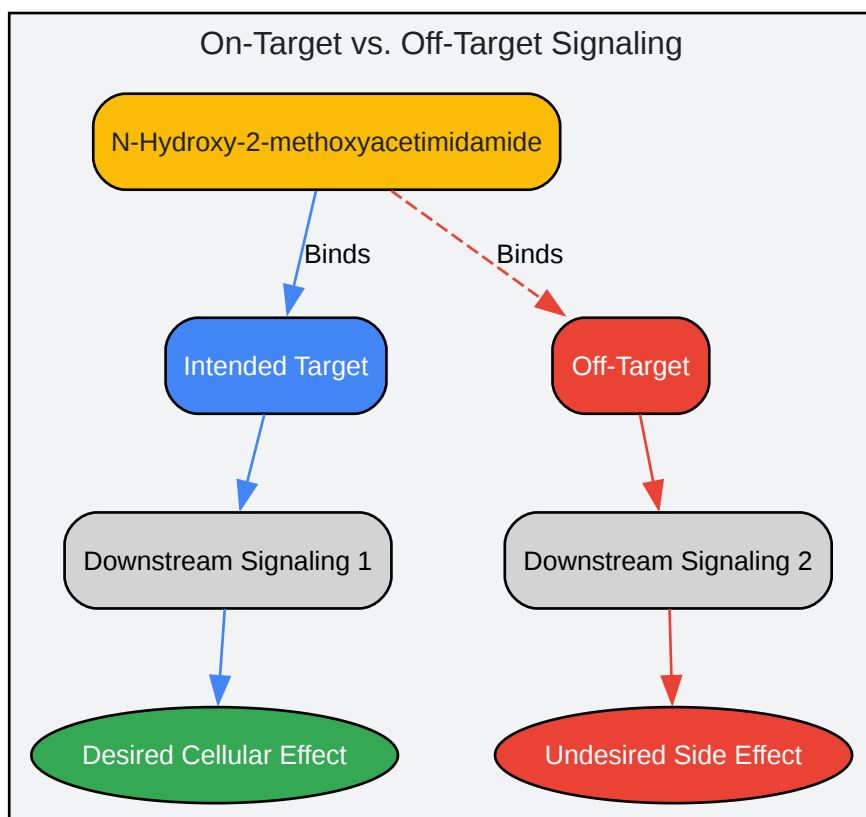 On-Target vs. Off-Target Signaling
N-Hydroxy-2-methoxyacetimidamide
Binds
Binds
Intended Target
Off-Target
Downstream Signaling 1
Downstream Signaling 2
Desired Cellular Effect
Undesired Side Effect